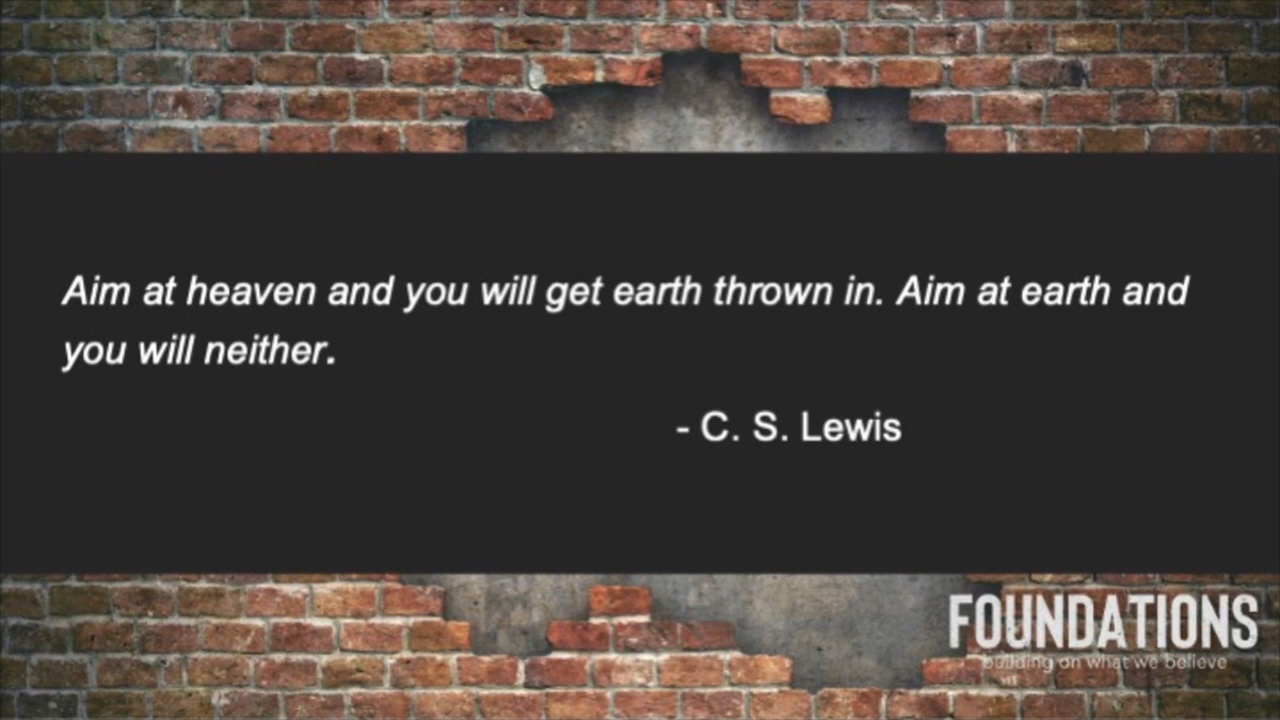 Aim at heaven and you will get earth thrown in. Aim at earth and
you will neither.
- C. S. Lewis
FOUNDATIONS
building on what we believe